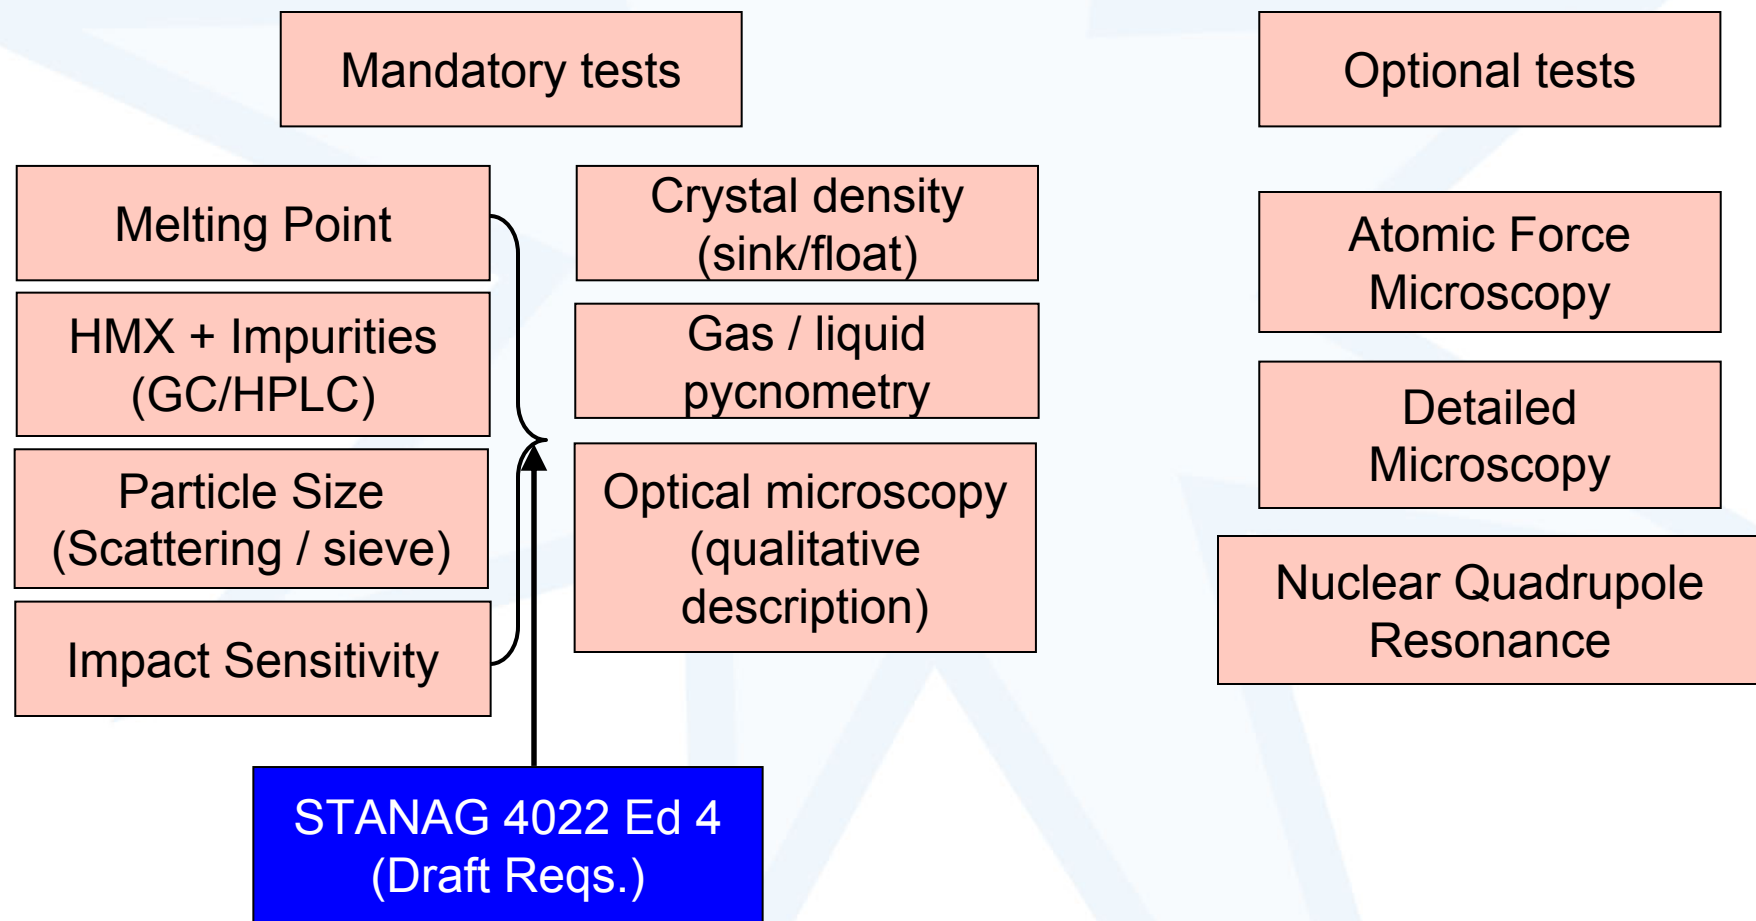 Mandatory tests
Optional tests
Melting Point
HMX + Impurities
(GC/HPLC)
Particle Size
(Scattering / sieve)
Impact Sensitivity
Crystal density
(sink/float)
Gas / liquid
pycnometry
Optical microscopy
(qualitative
description)
Atomic Force
Microscopy
Detailed
Microscopy
Nuclear Quadrupole
Resonance
STANAG 4022 Ed 4
(Draft Reqs.)